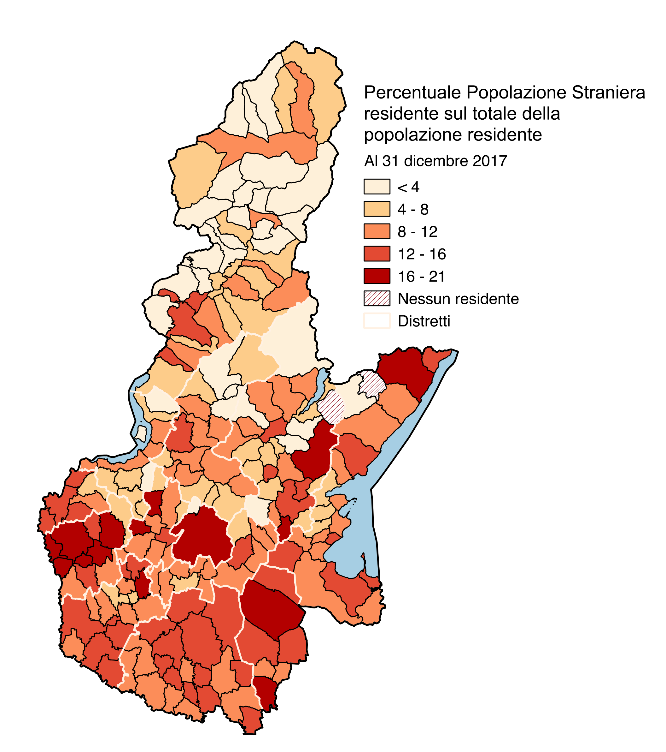 Percentuale Popolazione Straniera
residente sul totale della
popolazione residente
Al 31 dicembre 2017
< 4
4 - 8
8 - 12
12 - 16
16 - 21
Nessun residente
Distretti